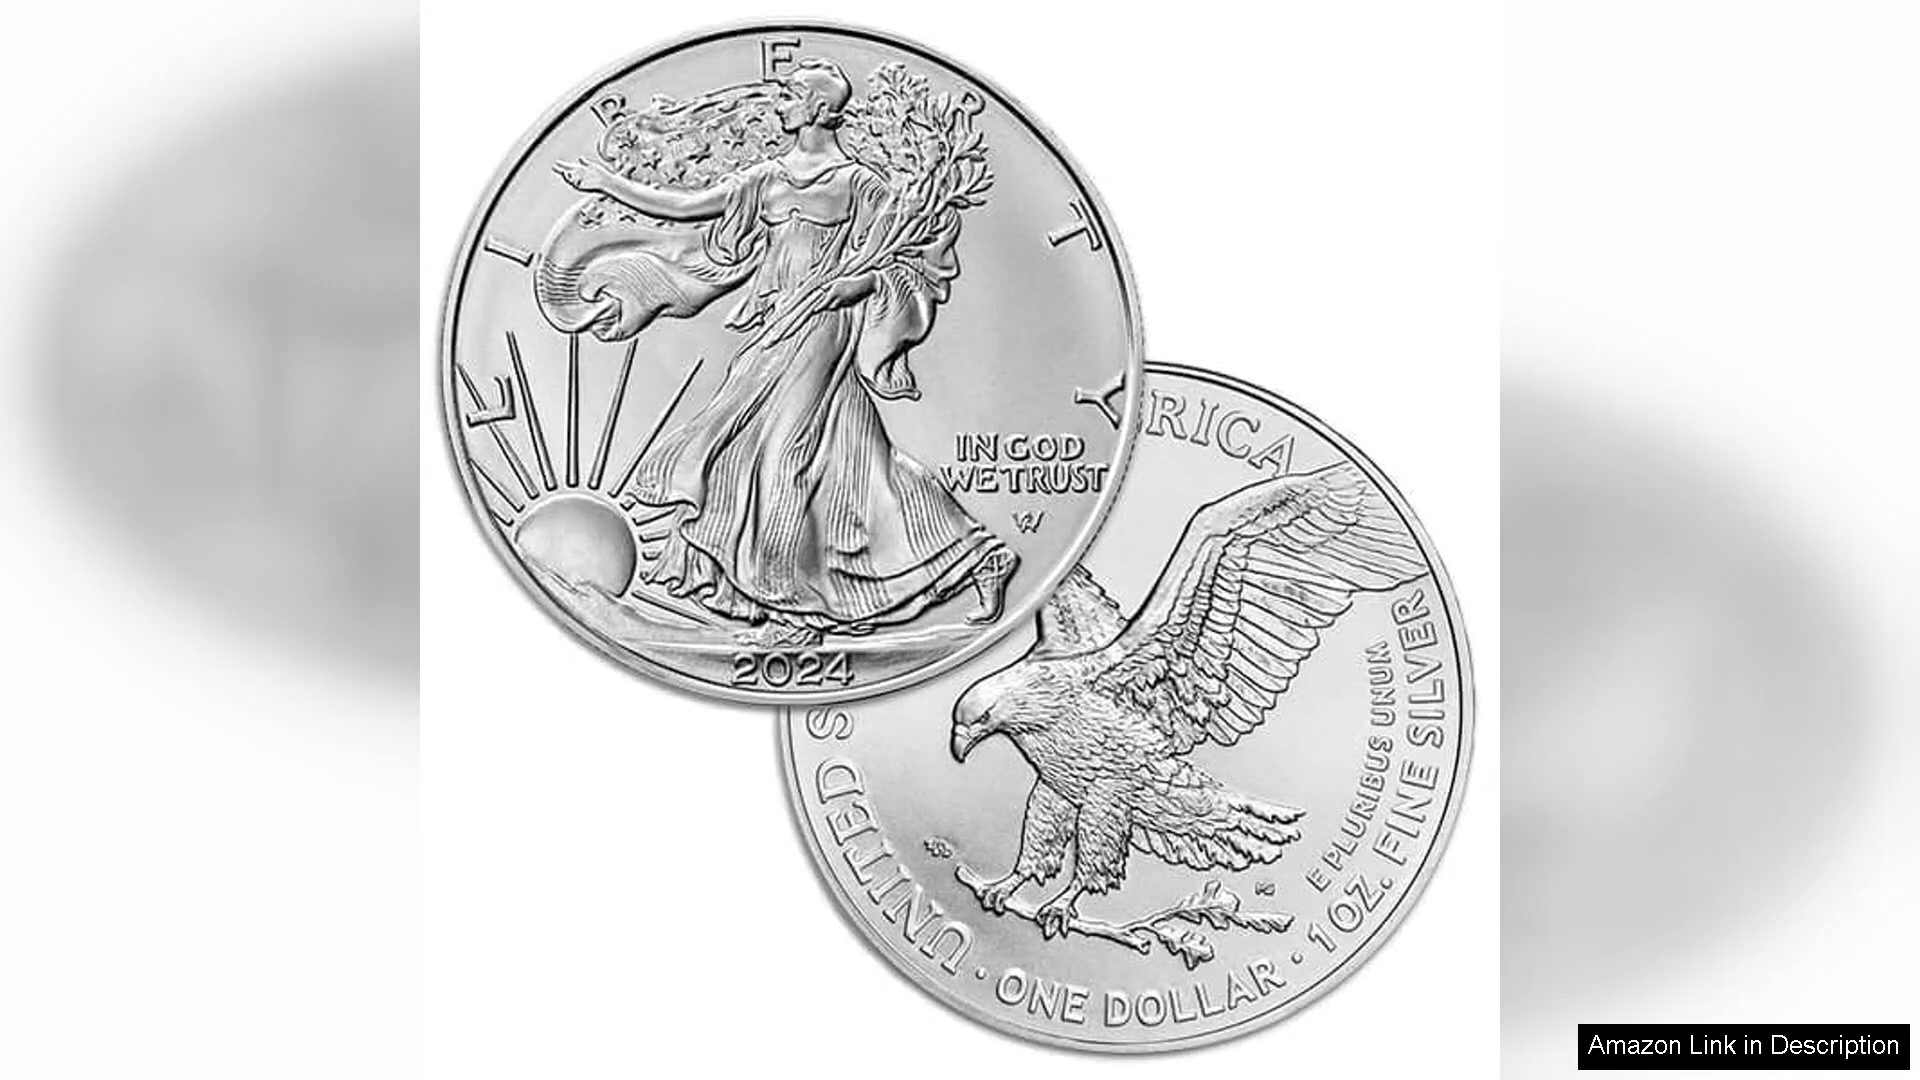 LIBERTY
IN GOD
WE TRUST
2024
RICA
UNITED S
E PLURIBUS UNUM
1 OZ. FINE SILVER
· ONE DOLLAR ·
Amazon Link in Description